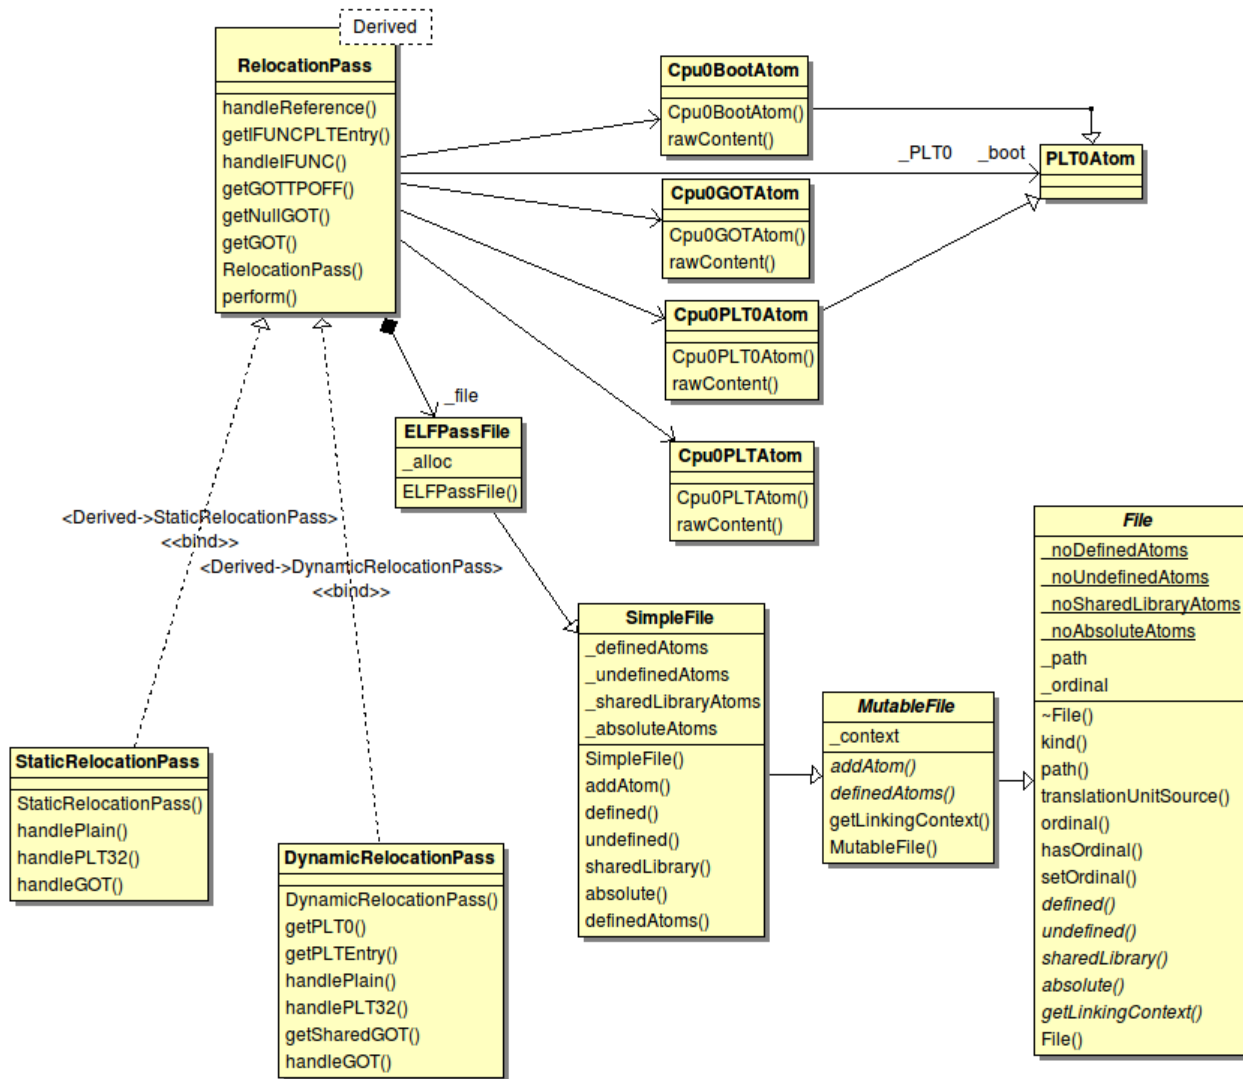 Derived
RelocationPass
handleReference()
getIFUNCPLTEntry()
handleIFUNC()
getGOTTPOFF()
getNullGOT()
getGOT()
RelocationPass()
perform()
Cpu0BootAtom
Cpu0BootAtom()
rawContent()
_PLT0
_boot
PLT0Atom
Cpu0GOTAtom
Cpu0GOTAtom()
rawContent()
Cpu0PLT0Atom
Cpu0PLT0Atom()
rawContent()
_file
ELFPassFile
_alloc
ELFPassFile()
Cpu0PLTAtom
Cpu0PLTAtom()
rawContent()
<Derived->StaticRelocationPass>
<<bind>>
<Derived->DynamicRelocationPass>
<<bind>>
File
_noDefinedAtoms
_noUndefinedAtoms
_noSharedLibraryAtoms
_noAbsoluteAtoms
_path
_ordinal
~File()
kind()
path()
translationUnitSource()
ordinal()
hasOrdinal()
setOrdinal()
defined()
undefined()
sharedLibrary()
absolute()
getLinkingContext()
File()
SimpleFile
_definedAtoms
_undefinedAtoms
_sharedLibraryAtoms
_absoluteAtoms
SimpleFile()
addAtom()
defined()
undefined()
sharedLibrary()
absolute()
definedAtoms()
MutableFile
_context
addAtom()
definedAtoms()
getLinkingContext()
MutableFile()
StaticRelocationPass
StaticRelocationPass()
handlePlain()
handlePLT32()
handleGOT()
DynamicRelocationPass
DynamicRelocationPass()
getPLT0()
getPLTEntry()
handlePlain()
handlePLT32()
getSharedGOT()
handleGOT()